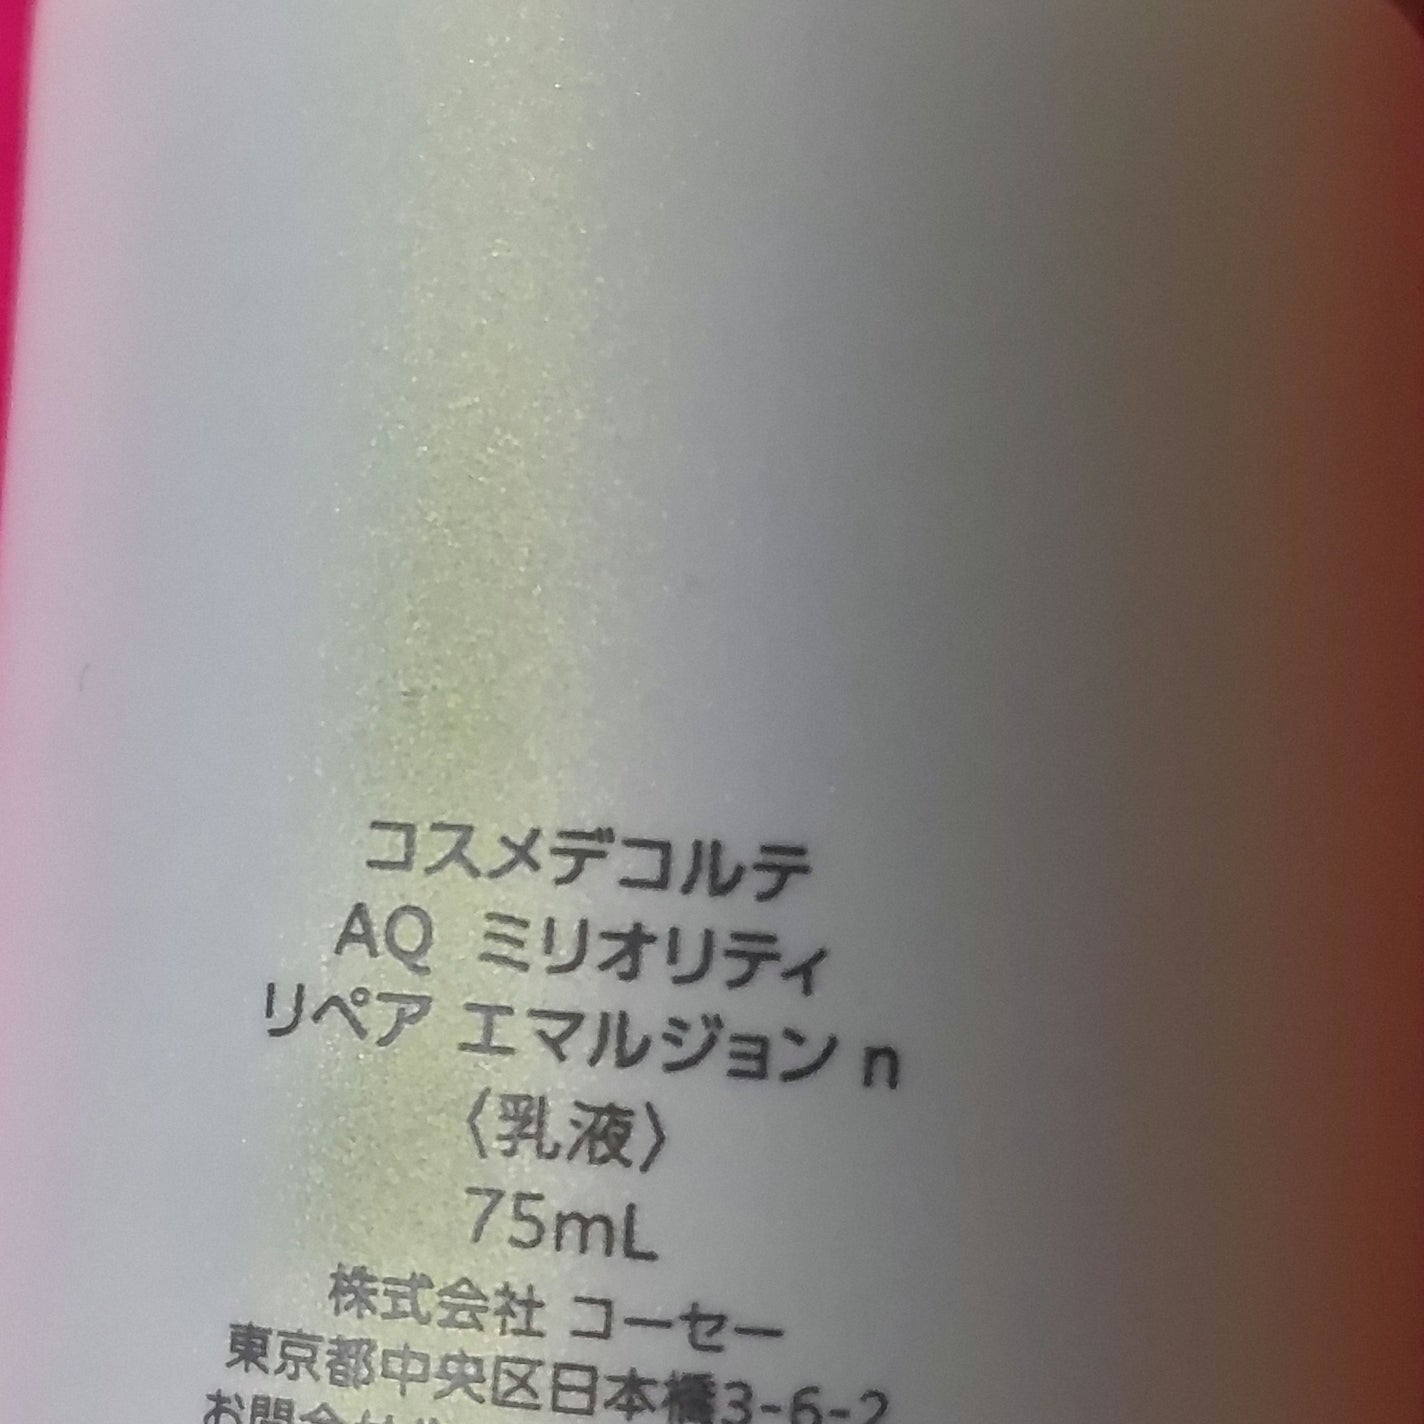 コスメデコルテ
AQ ミリオリティ
リペア エマルジョン n
〈乳液〉
75mL
株式会社 コーセー
東京都中央区日本橋3-6-2